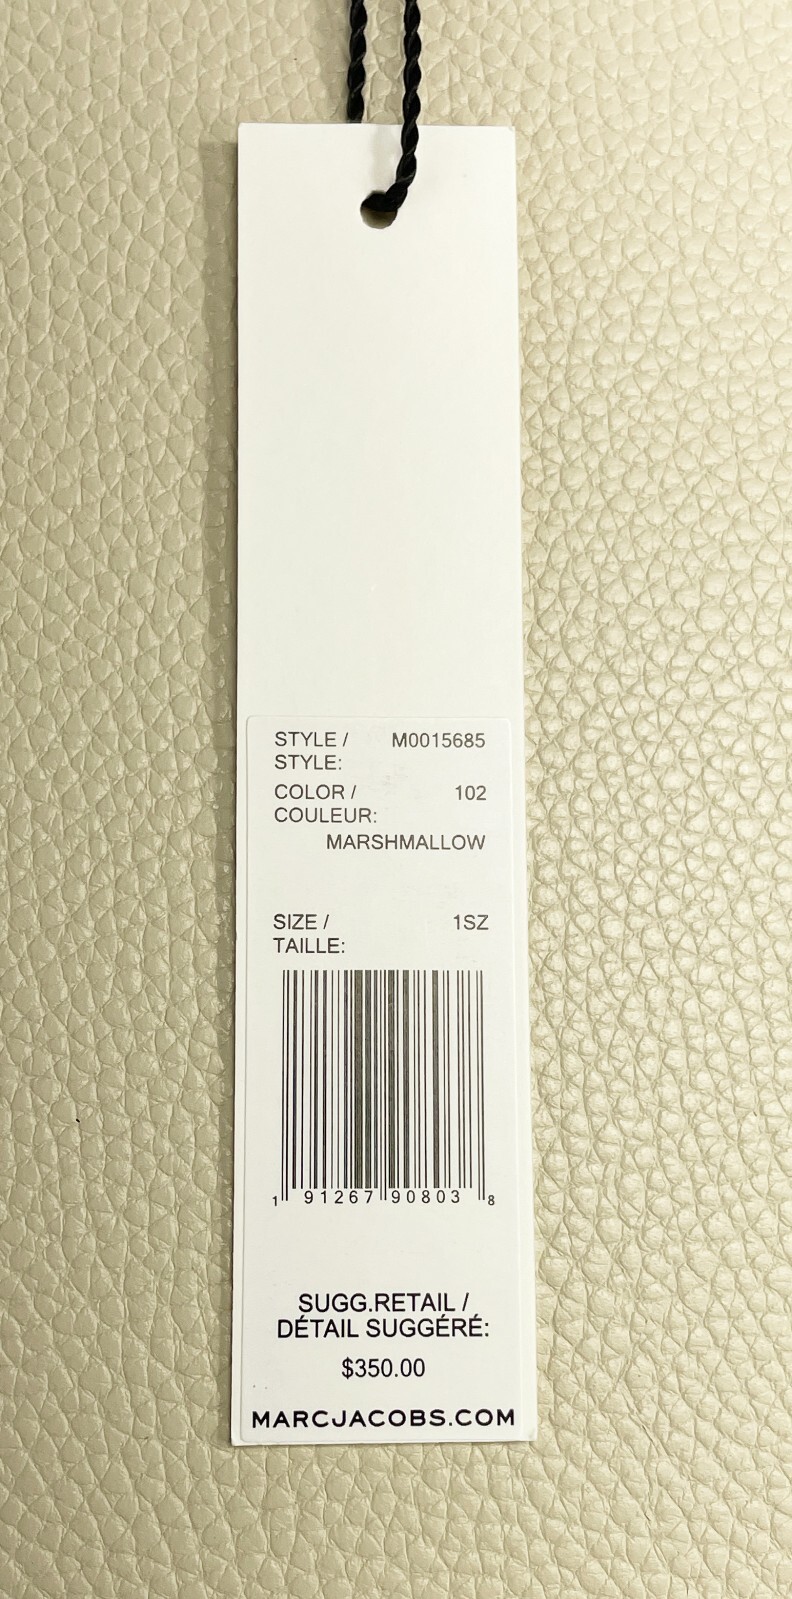 STYLE / M0015685
STYLE:
COLOR / 102
COULEUR:
MARSHMALLOW
SIZE / 1SZ
TAILLE:
1 91267 90803 8
SUGG.RETAIL /
DÉTAIL SUGGÉRÉ:
$350.00
MARCJACOBS.COM